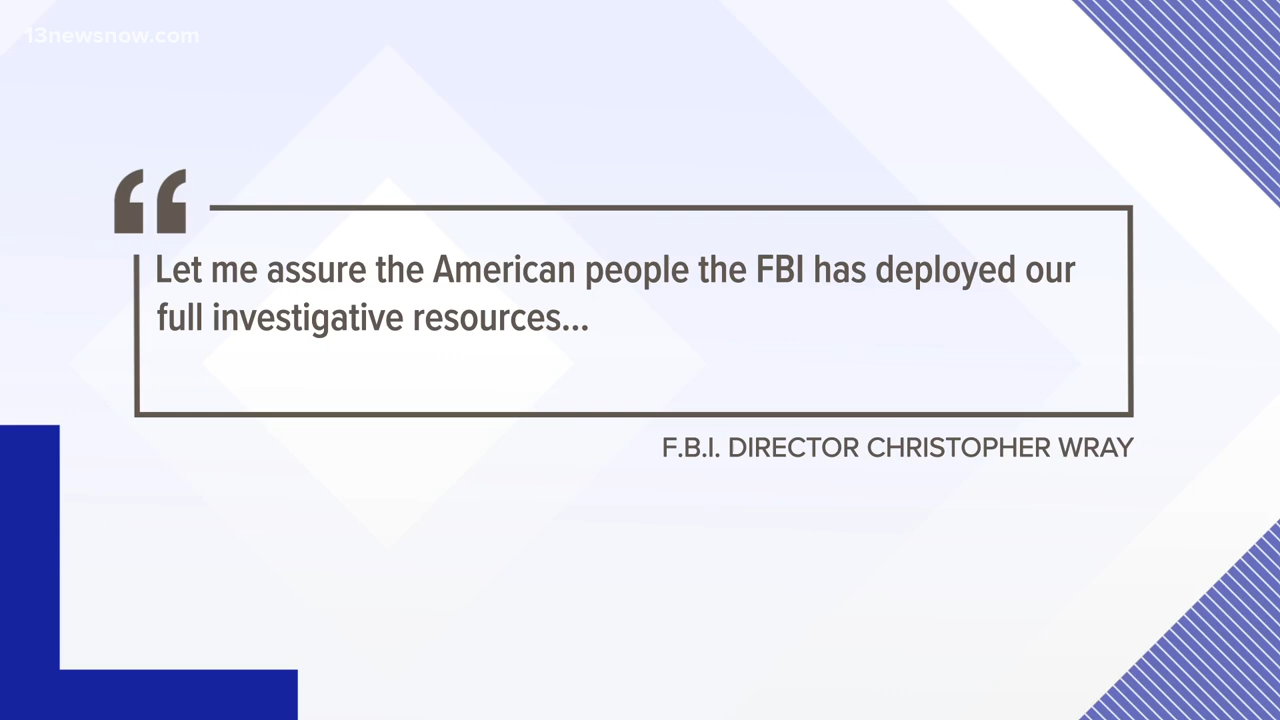 13newsnow.com
“
Let me assure the American people the FBI has deployed our
full investigative resources...
F.B.I. DIRECTOR CHRISTOPHER WRAY